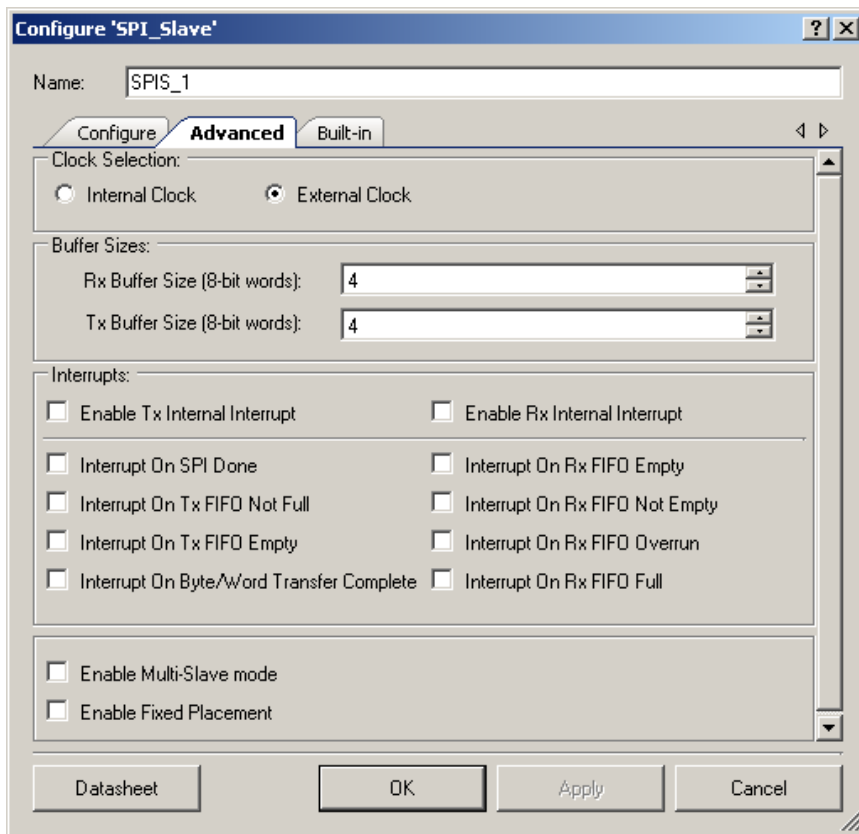 Configure 'SPI_Slave'
Name: SPIS_1
Configure Advanced Built-in
Clock Selection:
Internal Clock External Clock
Buffer Sizes:
Rx Buffer Size (8-bit words): 4
Tx Buffer Size (8-bit words): 4
Interrupts:
Enable Tx Internal Interrupt Enable Rx Internal Interrupt
Interrupt On SPI Done Interrupt On Rx FIFO Empty
Interrupt On Tx FIFO Not Full Interrupt On Rx FIFO Not Empty
Interrupt On Tx FIFO Empty Interrupt On Rx FIFO Overrun
Interrupt On Byte/Word Transfer Complete Interrupt On Rx FIFO Full
Enable Multi-Slave mode
Enable Fixed Placement
Datasheet OK Apply Cancel